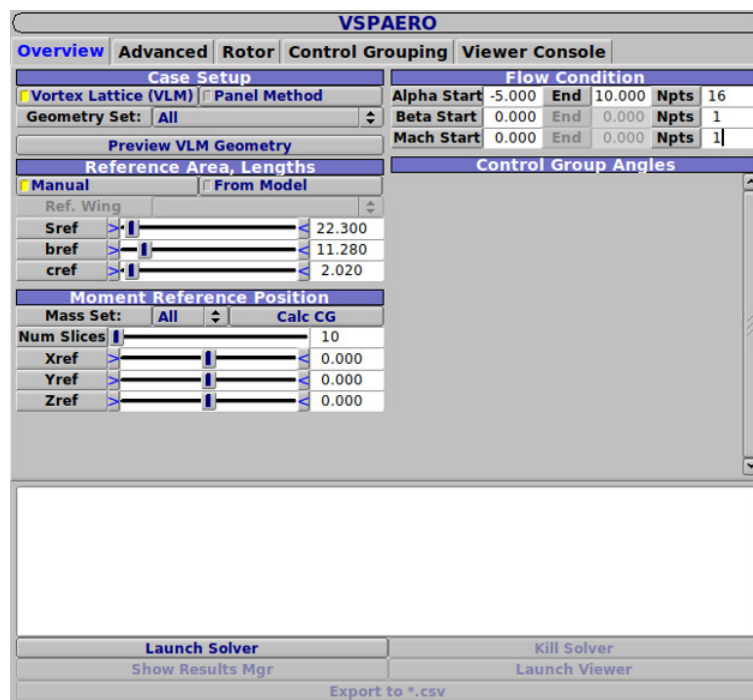 VSPAERO
Overview Advanced Rotor Control Grouping Viewer Console
Case Setup
Vortex Lattice (VLM) Panel Method
Geometry Set: All
Preview VLM Geometry
Reference Area, Lengths
Manual From Model
Ref. Wing
Sref > < 22.300
bref > < 11.280
cref > < 2.020
Moment Reference Position
Mass Set: All Calc CG
Num Slices 10
Xref > < 0.000
Yref > < 0.000
Zref > < 0.000
Flow Condition
Alpha Start -5.000 End 10.000 Npts 16
Beta Start 0.000 End 0.000 Npts 1
Mach Start 0.000 End 0.000 Npts 1
Control Group Angles
Launch Solver Kill Solver
Show Results Mgr Launch Viewer
Export to *.csv